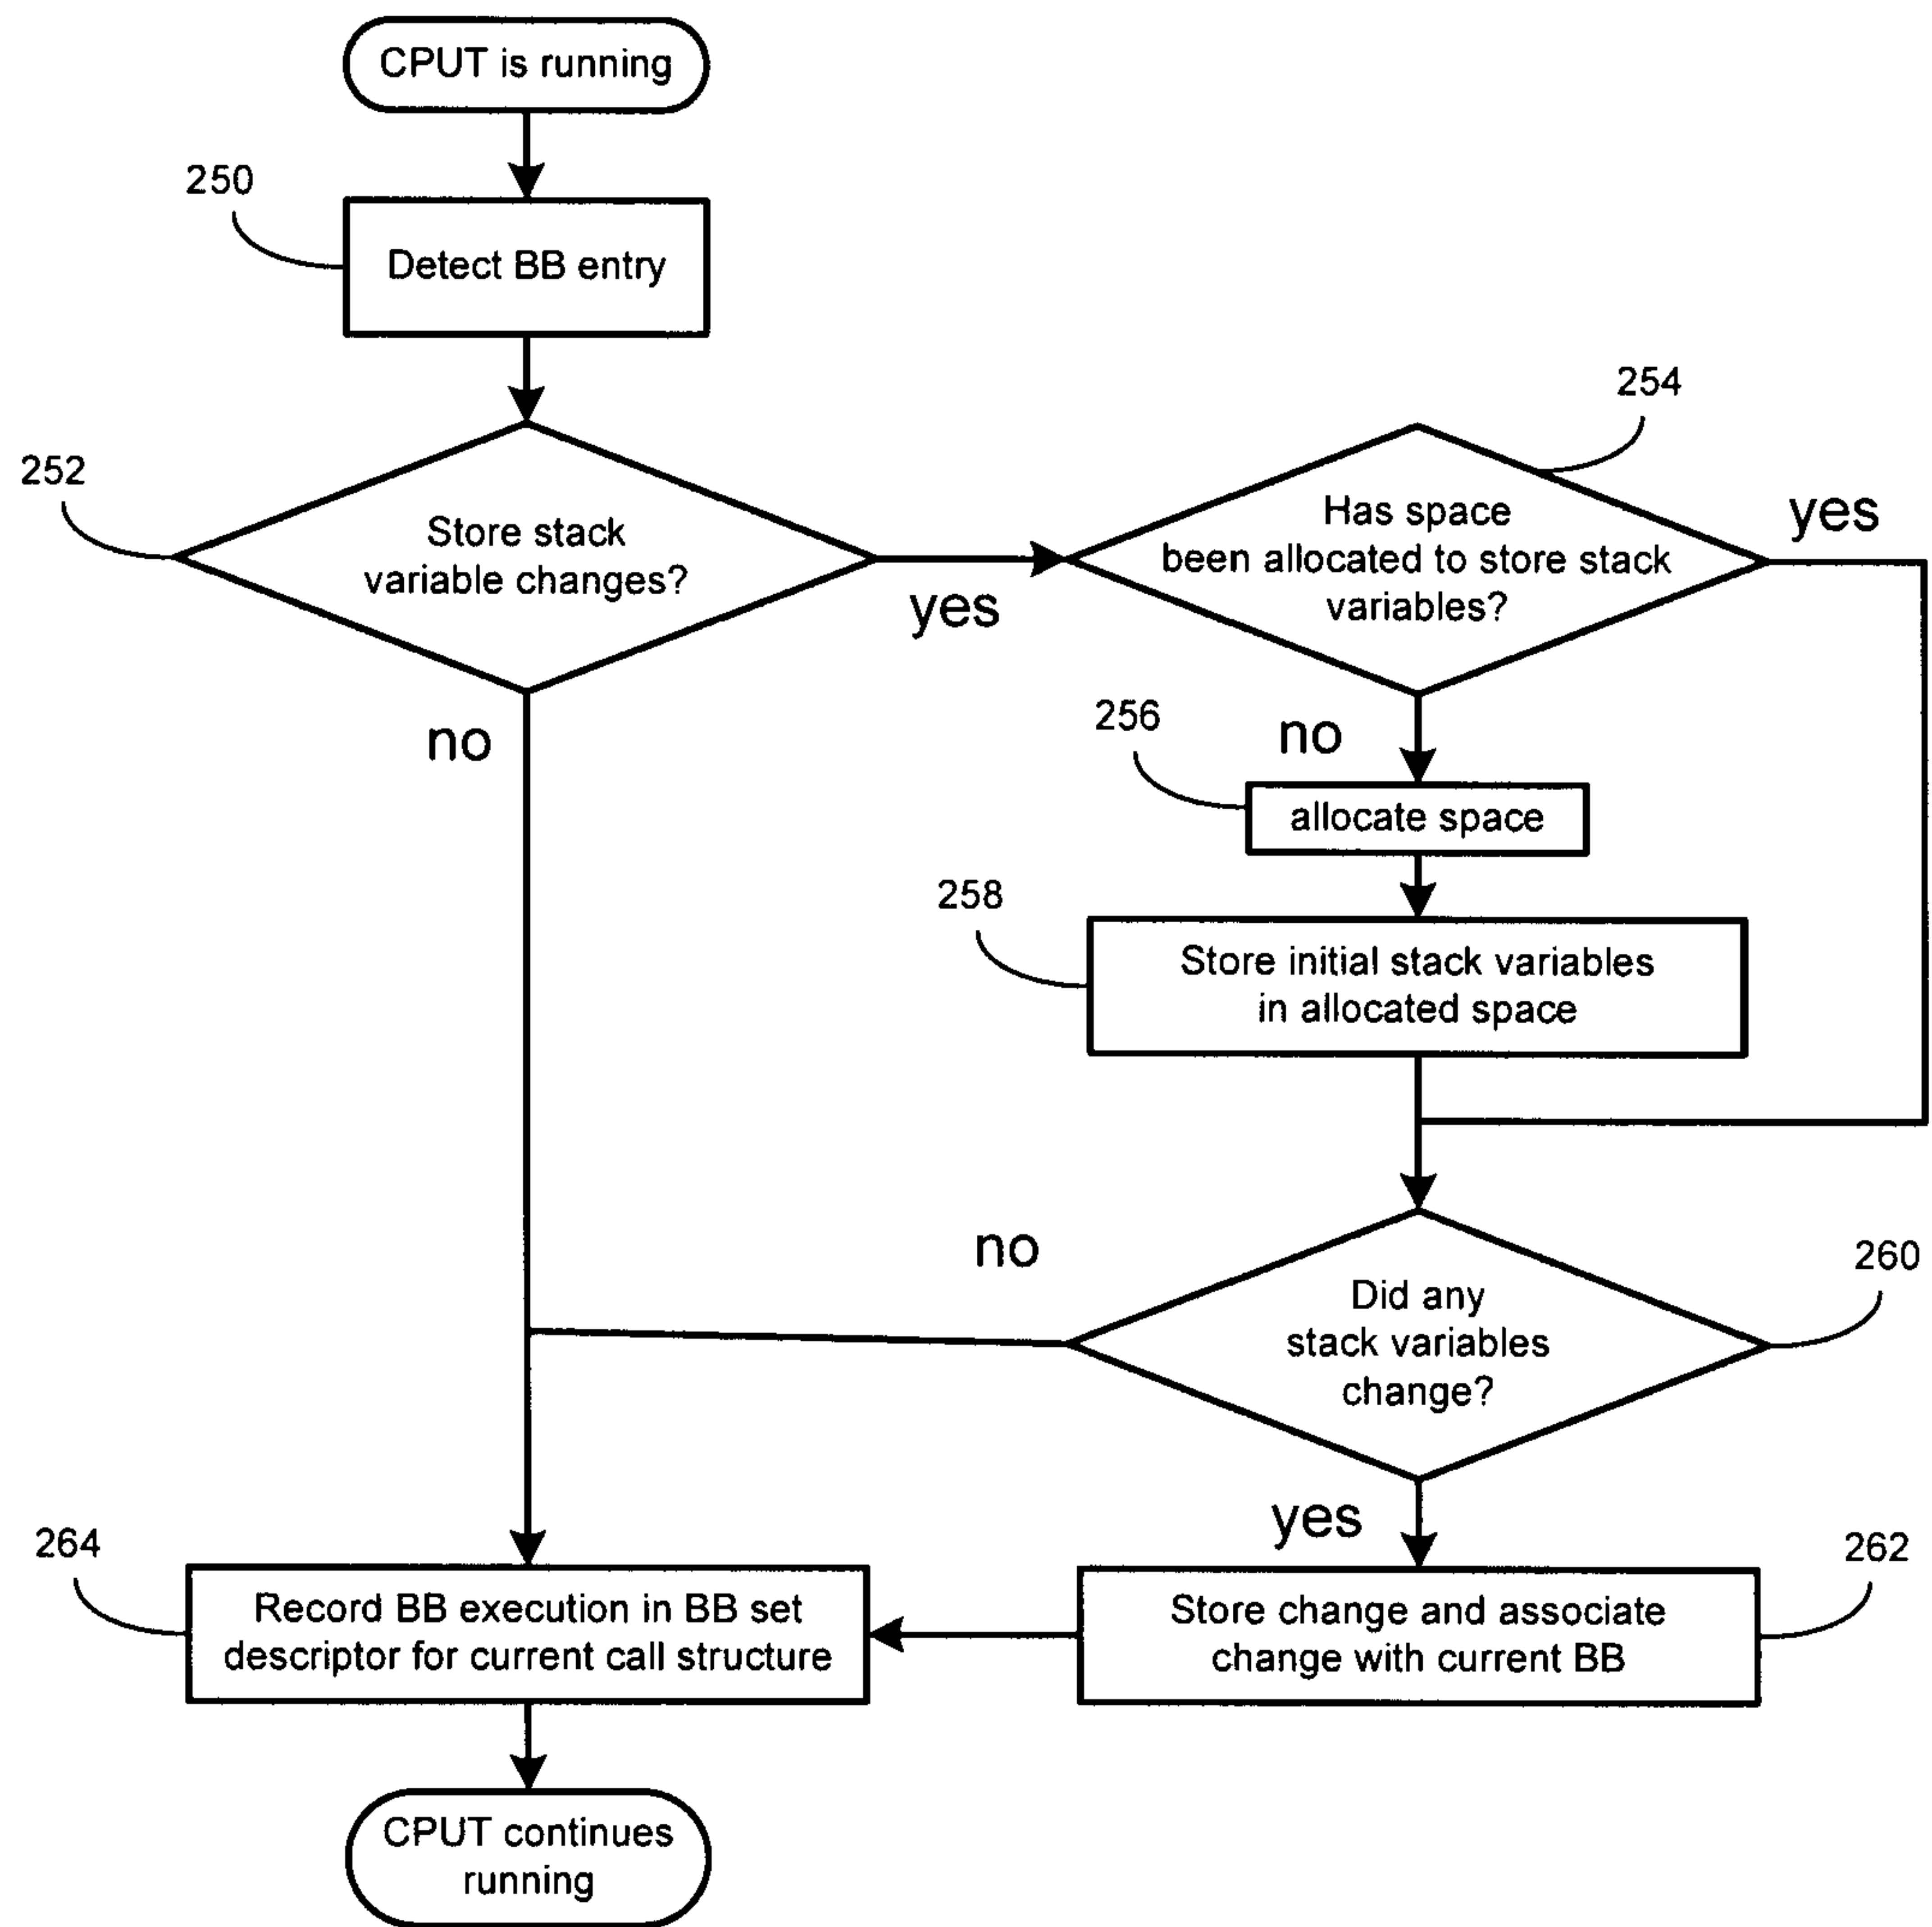 CPUT is running
250
Detect BB entry
252
Store stack
variable changes?
yes
no
254
Has space
been allocated to store stack
variables?
yes
no
256
allocate space
258
Store initial stack variables
in allocated space
260
Did any
stack variables
change?
no
yes
262
Store change and associate
change with current BB
264
Record BB execution in BB set
descriptor for current call structure
CPUT continues
running